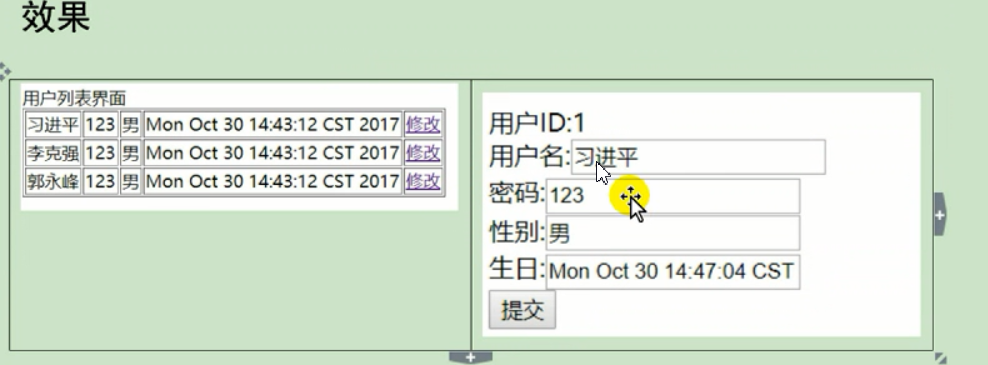 效果
用户列表界面
习进平 123 男 Mon Oct 30 14:43:12 CST 2017 修改
李克强 123 男 Mon Oct 30 14:43:12 CST 2017 修改
郭永峰 123 男 Mon Oct 30 14:43:12 CST 2017 修改
用户ID:1
用户名:习进平
密码:123
性别:男
生日:Mon Oct 30 14:47:04 CST
提交